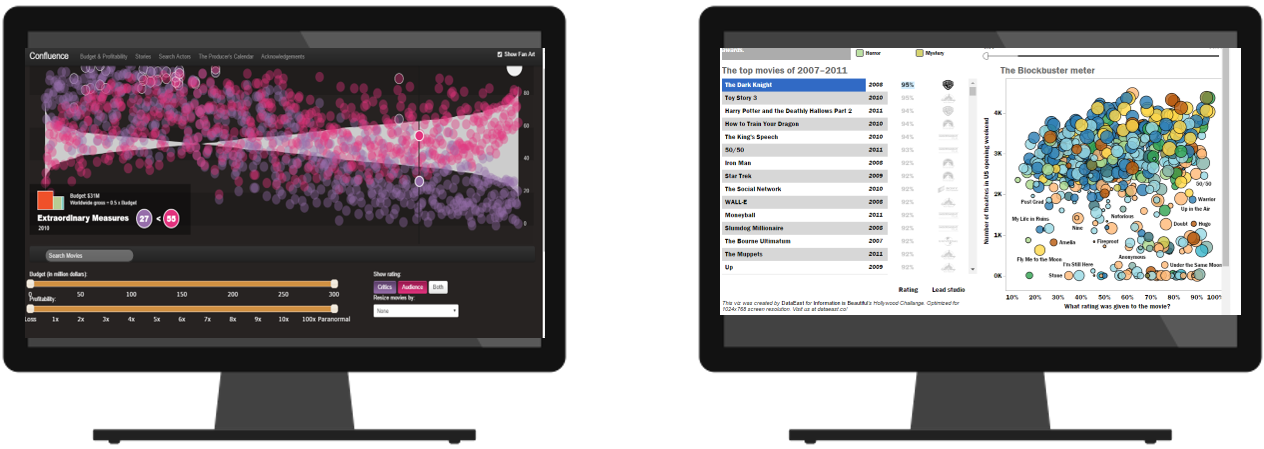 Confluence
Budget & Profitability Stories Search Actors The Producer's Calendar Acknowledgements
Show Fan Ad
80
60
40
20
0
Budget $31M
Worldwide gross = 0.5 x Budget
Extraordinary Measures 27 < 55
2010
Search Movies
Budget (in million dollars):
0 50 100 150 200 250 300
Profitability:
Loss 1x 2x 3x 4x 5x 6x 7x 8x 9x 10x 100x Paranormal
Show rating:
Critics Audience Both
Resize movies by:
None
awards.
Horror
Mystery
The top movies of 2007–2011
The Dark Knight 2008 95%
Toy Story 3 2010 95%
Harry Potter and the Deathly Hallows Part 2 2011 94%
How to Train Your Dragon 2010 94%
The King's Speech 2010 94%
50/50 2011 93%
Iron Man 2008 92%
Star Trek 2009 92%
The Social Network 2010 92%
WALL-E 2008 92%
Moneyball 2011 92%
Slumdog Millionaire 2008 92%
The Bourne Ultimatum 2007 92%
The Muppets 2011 92%
Up 2009 92%
Rating Lead studio
This viz was created by DataEast for Information is Beautiful's Hollywood Challenge. Optimized for
1024x768 screen resolution. Visit us at dataeast.co!
The Blockbuster meter
Number of theatres in US opening weekend
4K
3K
2K
1K
0K
50/50
Post Grad
Warrior
Up in the Air
Notorious
My Life in Ruins
Nine
Doubt
Hugo
Amelia
Fireproof
Fly Me to the Moon
Anonymous
I'm Still Here
Under the Same Moon
Stone
10% 20% 30% 40% 50% 60% 70% 80% 90% 100%
What rating was given to the movie?